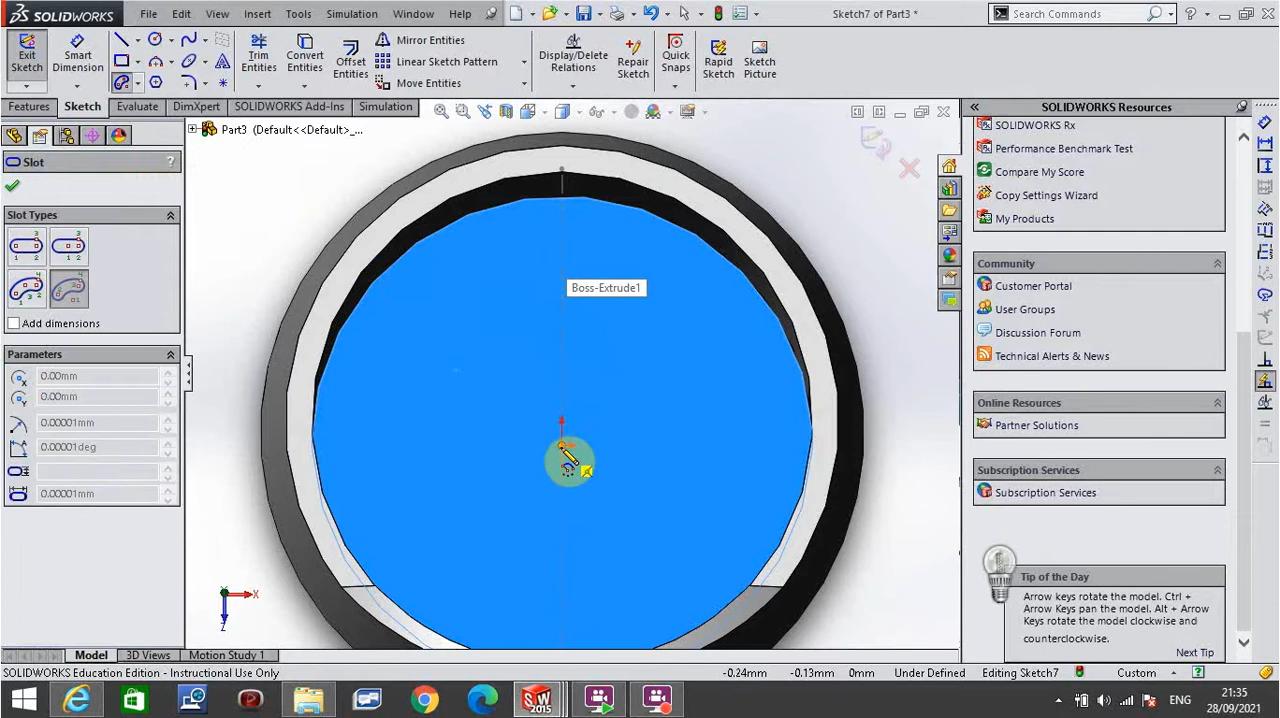 SOLIDWORKS
File Edit View Insert Tools Simulation Window Help
Sketch7 of Part3 *
Search Commands
Exit Sketch
Smart Dimension
Trim Entities
Convert Entities
Offset Entities
Mirror Entities
Linear Sketch Pattern
Move Entities
Display/Delete Relations
Repair Sketch
Quick Snaps
Rapid Sketch
Sketch Picture
Features Sketch Evaluate DimXpert SOLIDWORKS Add-Ins Simulation
SOLIDWORKS Resources
Part3 (Default<<Default>_...
Slot
?
Slot Types
Add dimensions
Parameters
0.00mm
0.00mm
0.00001mm
0.00001deg
0.00001mm
Boss-Extrude1
X
Z
SOLIDWORKS Rx
Performance Benchmark Test
Compare My Score
Copy Settings Wizard
My Products
Community
Customer Portal
User Groups
Discussion Forum
Technical Alerts & News
Online Resources
Partner Solutions
Subscription Services
Subscription Services
Tip of the Day
Arrow keys rotate the model. Ctrl +
Arrow Keys pan the model. Alt + Arrow
Keys rotate the model clockwise and
counterclockwise.
Next Tip
Model 3D Views Motion Study 1
SOLIDWORKS Education Edition - Instructional Use Only
-0.24mm -0.13mm 0mm Under Defined Editing Sketch7 Custom
SW
2015
ENG
21:35
28/09/2021